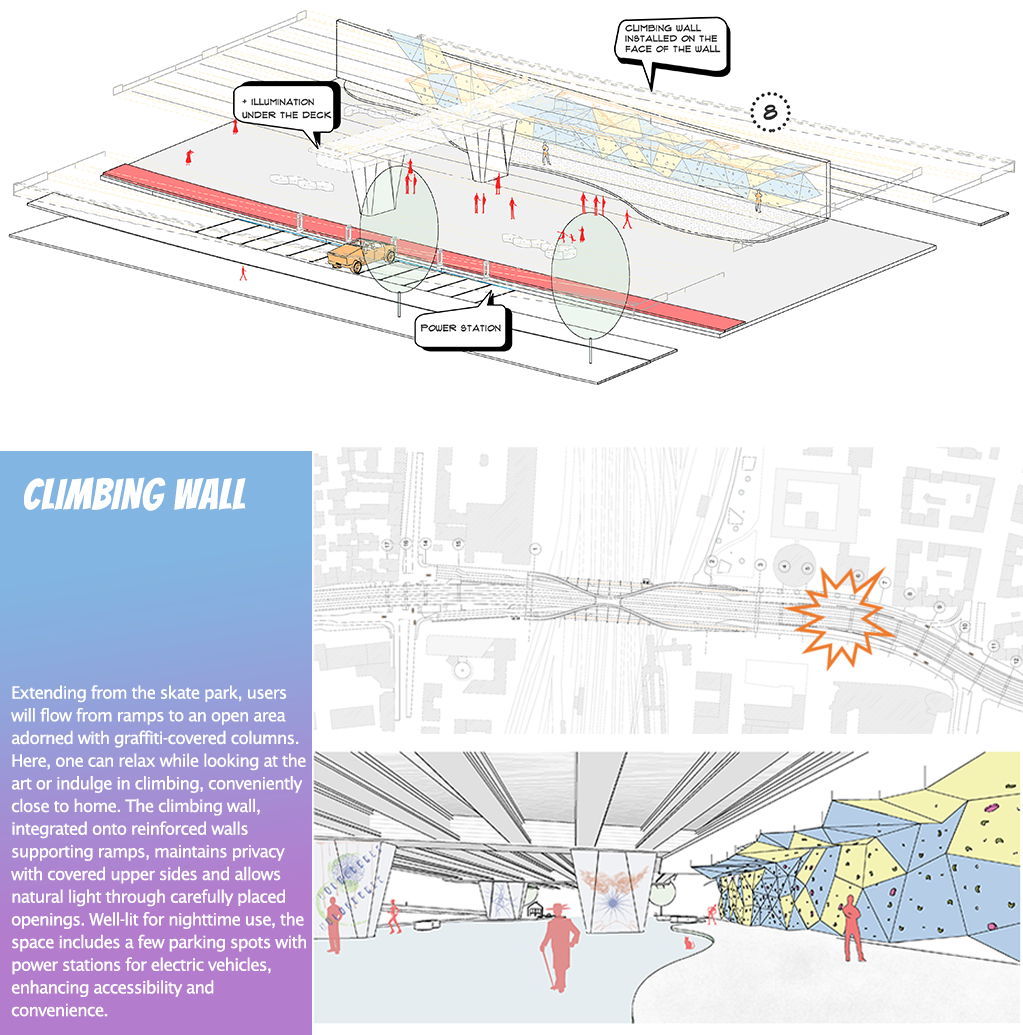 CLIMBING WALL
INSTALLED ON THE
FACE OF THE WALL
8
+ ILLUMINATION
UNDER THE DECK
POWER STATION
CLIMBING WALL
Extending from the skate park, users
will flow from ramps to an open area
adorned with graffiti-covered columns.
Here, one can relax while looking at the
art or indulge in climbing, conveniently
close to home. The climbing wall,
integrated onto reinforced walls
supporting ramps, maintains privacy
with covered upper sides and allows
natural light through carefully placed
openings. Well-lit for nighttime use, the
space includes a few parking spots with
power stations for electric vehicles,
enhancing accessibility and
convenience.